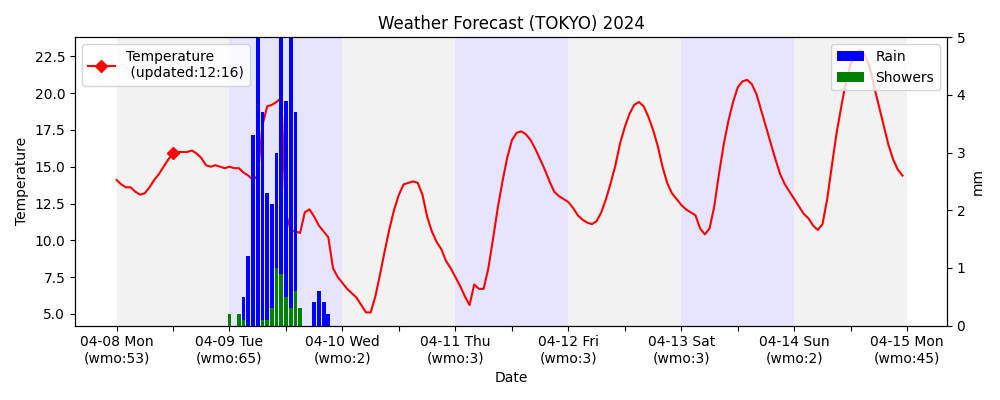 Weather Forecast (TOKYO) 2024
Temperature
(updated:12:16)
Rain
Showers
Temperature
22.5
20.0
17.5
15.0
12.5
10.0
7.5
5.0
5
4
3
2
1
0
mm
04-08 Mon 04-09 Tue 04-10 Wed 04-11 Thu 04-12 Fri 04-13 Sat 04-14 Sun 04-15 Mon
(wmo:53) (wmo:65) (wmo:2) (wmo:3) (wmo:3) (wmo:3) (wmo:2) (wmo:45)
Date